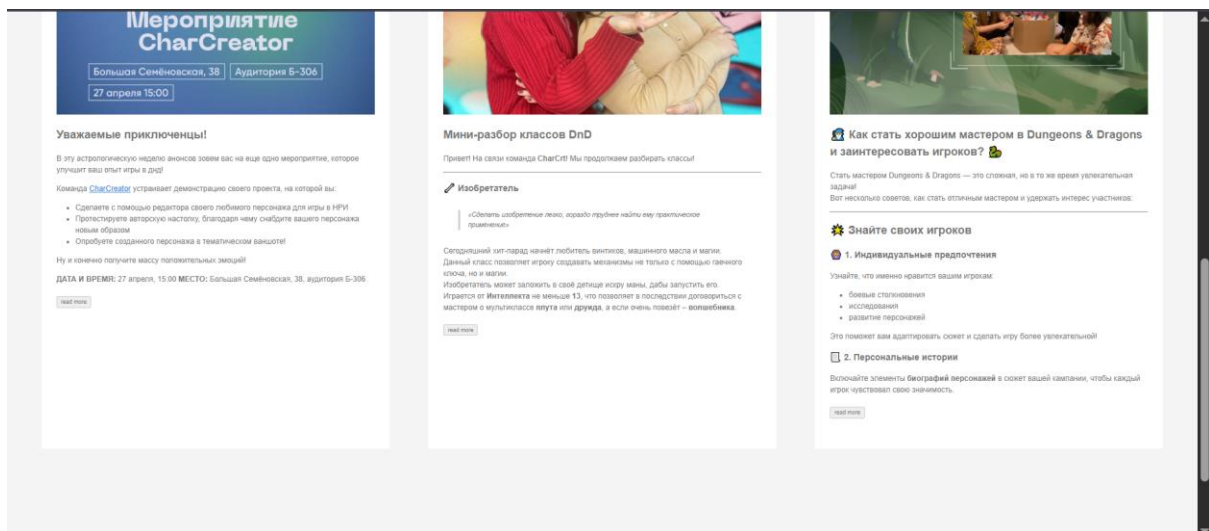 Мероприятие
CharCreator
Большая Семёновская, 38 Аудитория Б-306
27 апреля 15:00
Уважаемые приключенцы!
В эту астрологическую неделю анонсов зовем вас на еще одно мероприятие, которое
улучшит ваш опыт игры в днд!
Команда CharCreator устраивает демонстрацию своего проекта, на которой вы:
• Сделаете с помощью редактора своего любимого персонажа для игры в НРИ
• Протестируете авторскую настолку, благодаря чему снабдите вашего персонажа
новым образом
• Опробуете созданного персонажа в тематическом ваншоте!
Ну и конечно получите массу положительных эмоций!
ДАТА И ВРЕМЯ: 27 апреля, 15:00 МЕСТО: Большая Семёновская, 38, аудитория Б-306
read more
Мини-разбор классов DnD
Привет! На связи команда CharCrt! Мы продолжаем разбирать классы!
Изобретатель
«Сделать изобретение легко, гораздо труднее найти ему практическое
применение»
Сегодняшний хит-парад начнёт любитель винтиков, машинного масла и магии.
Данный класс позволяет игроку создавать механизмы не только с помощью гаечного
ключа, но и магии.
Изобретатель может заложить в своё детище искру маны, дабы запустить его.
Играется от Интеллекта не меньше 13, что позволяет в последствии договориться с
мастером о мультиклассе плута или друида, а если очень повезёт – волшебника.
read more
Как стать хорошим мастером в Dungeons & Dragons
и заинтересовать игроков?
Стать мастером Dungeons & Dragons — это сложная, но в то же время увлекательная
задача!
Вот несколько советов, как стать отличным мастером и удержать интерес участников:
Знайте своих игроков
1. Индивидуальные предпочтения
Узнайте, что именно нравится вашим игрокам:
• боевые столкновения
• исследования
• развитие персонажей
Это поможет вам адаптировать сюжет и сделать игру более увлекательной!
2. Персональные истории
Включайте элементы биографий персонажей в сюжет вашей кампании, чтобы каждый
игрок чувствовал свою значимость.
read more